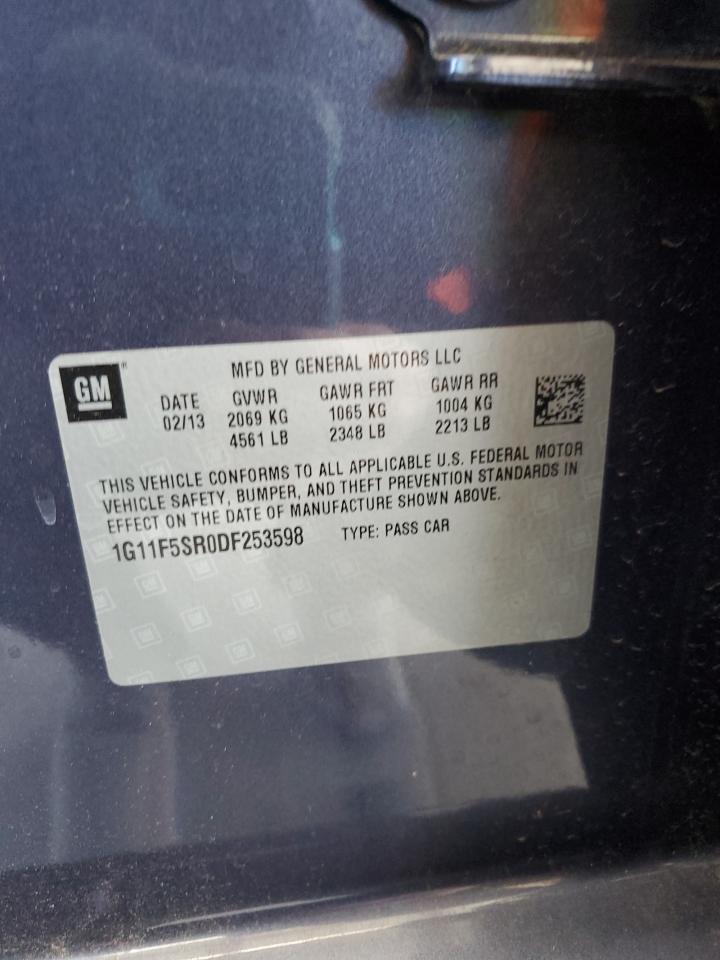 GM
MFD BY GENERAL MOTORS LLC
DATE GVWR GAWR FRT GAWR RR
02/13 2069 KG 1065 KG 1004 KG
4561 LB 2348 LB 2213 LB
THIS VEHICLE CONFORMS TO ALL APPLICABLE U.S. FEDERAL MOTOR
VEHICLE SAFETY, BUMPER, AND THEFT PREVENTION STANDARDS IN
EFFECT ON THE DATE OF MANUFACTURE SHOWN ABOVE.
1G11F5SR0DF253598 TYPE: PASS CAR